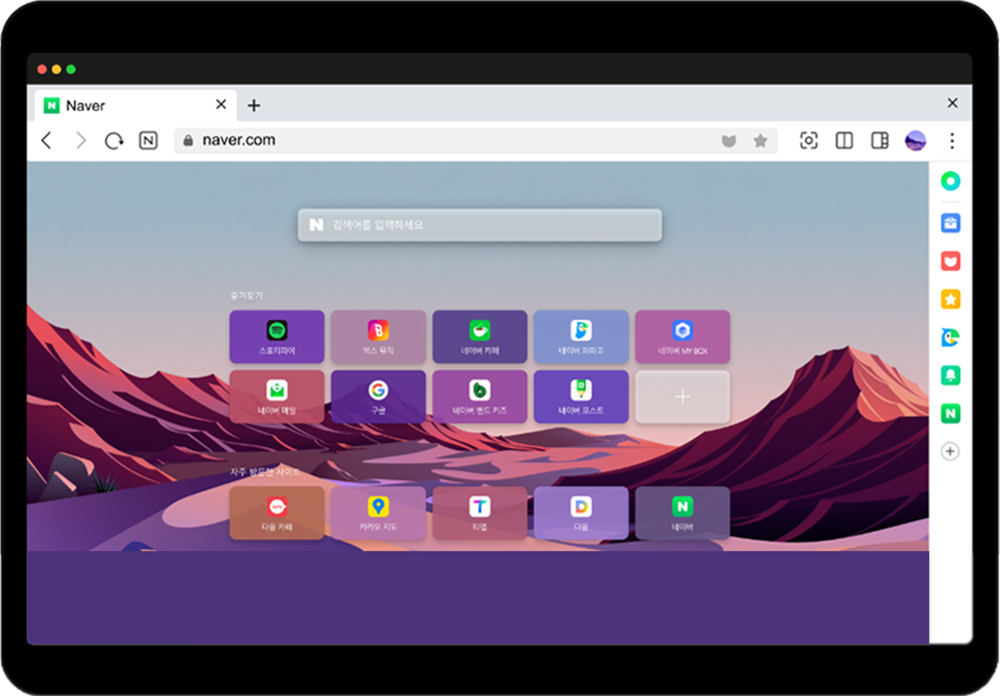 Naver
naver.com
검색어를 입력하세요
즐겨찾기
스포티파이
벅스 뮤직
네이버 카페
네이버 파파고
네이버 MY BOX
네이버 메일
구글
네이버 밴드 키즈
네이버 포스트
자주 방문한 사이트
다음 카페
카카오 지도
티맵
다음
네이버